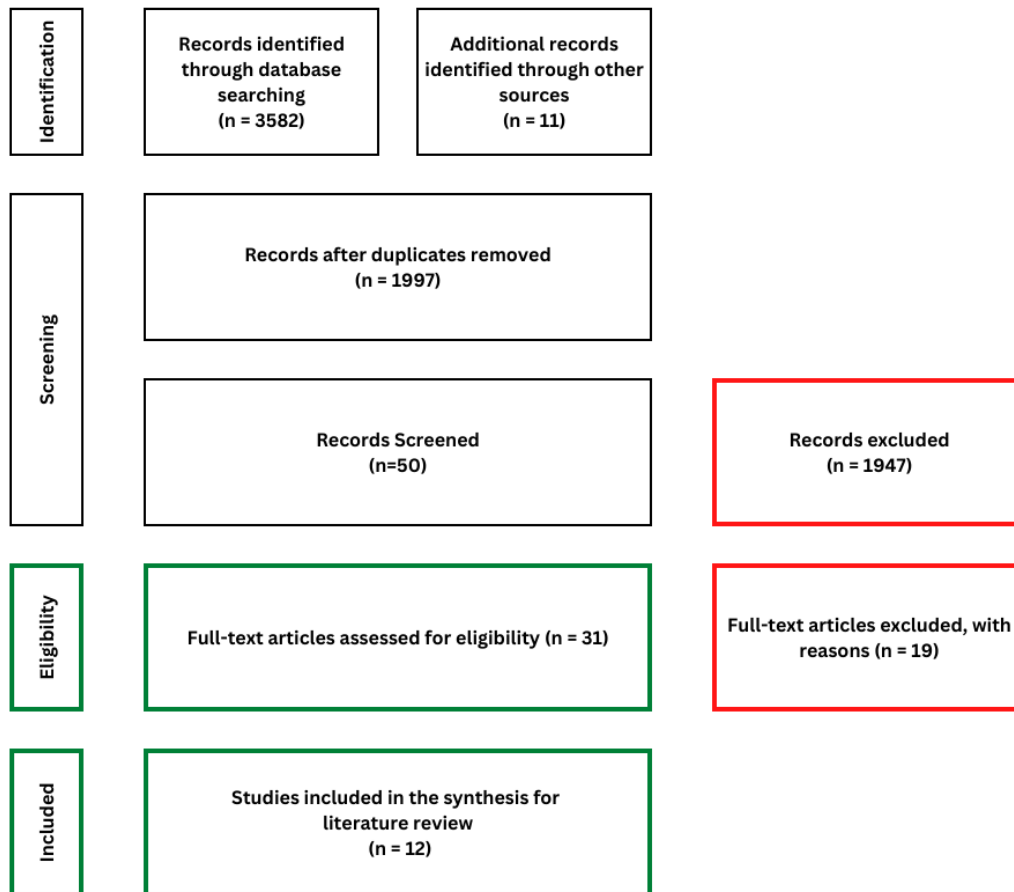 Identification
Records identified
through database
searching
(n = 3582)
Additional records
identified through other
sources
(n = 11)
Screening
Records after duplicates removed
(n = 1997)
Records Screened
(n=50)
Records excluded
(n = 1947)
Eligibility
Full-text articles assessed for eligibility (n = 31)
Full-text articles excluded, with
reasons (n = 19)
Included
Studies included in the synthesis for
literature review
(n = 12)